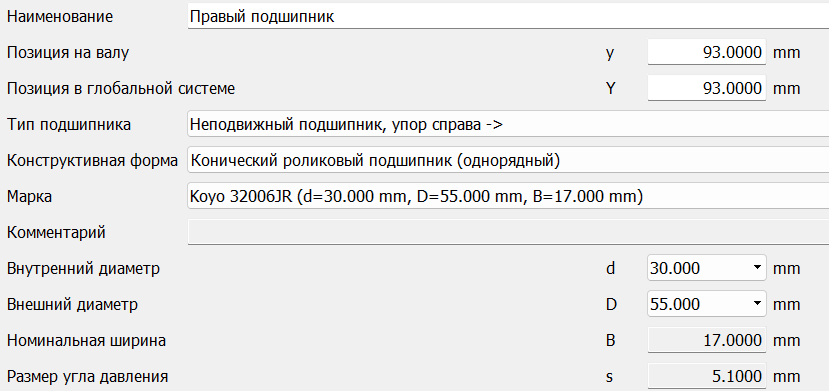 Наименование Правый подшипник
Позиция на валу y 93.0000 mm
Позиция в глобальной системе Y 93.0000 mm
Тип подшипника Неподвижный подшипник, упор справа ->
Конструктивная форма Конический роликовый подшипник (однорядный)
Марка Koyo 32006JR (d=30.000 mm, D=55.000 mm, B=17.000 mm)
Комментарий
Внутренний диаметр d 30.000 mm
Внешний диаметр D 55.000 mm
Номинальная ширина B 17.0000 mm
Размер угла давления s 5.1000 mm